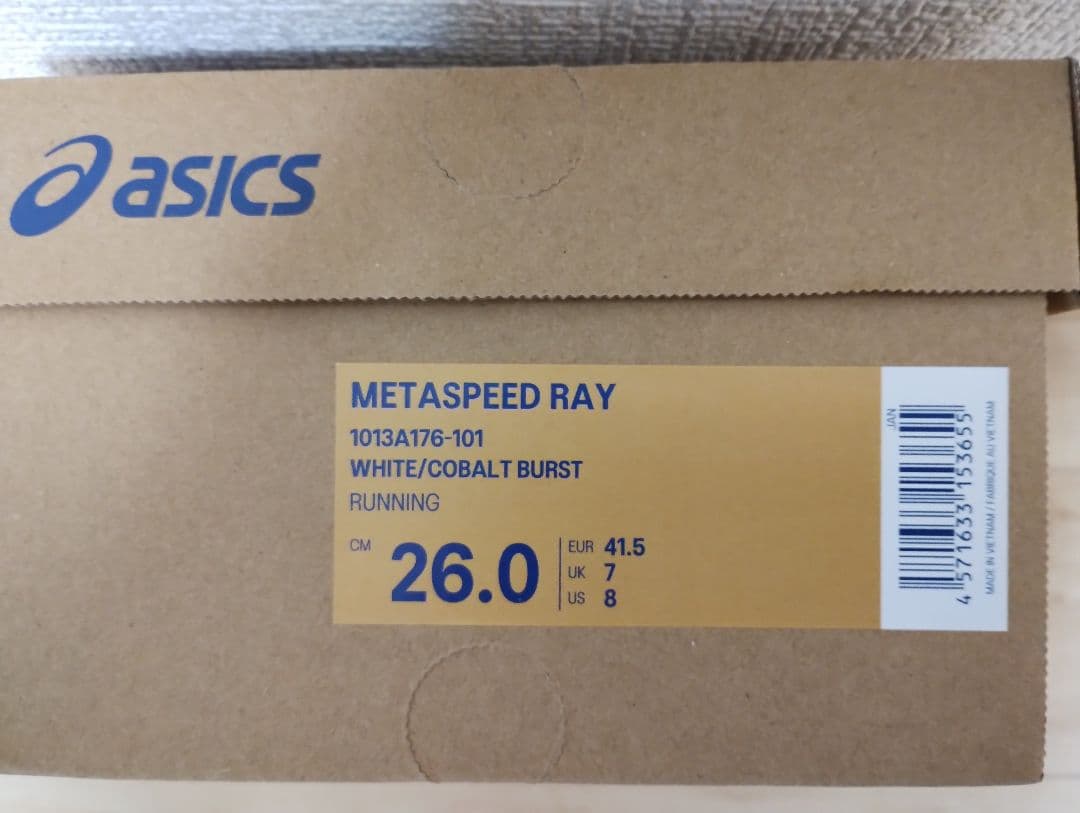 asics
METASPEED RAY
1013A176-101
WHITE/COBALT BURST
RUNNING
CM 26.0
EUR 41.5
UK 7
US 8
JAN
4 571633 153655
MADE IN VIETNAM / FABRIQUE AU VIETNAM